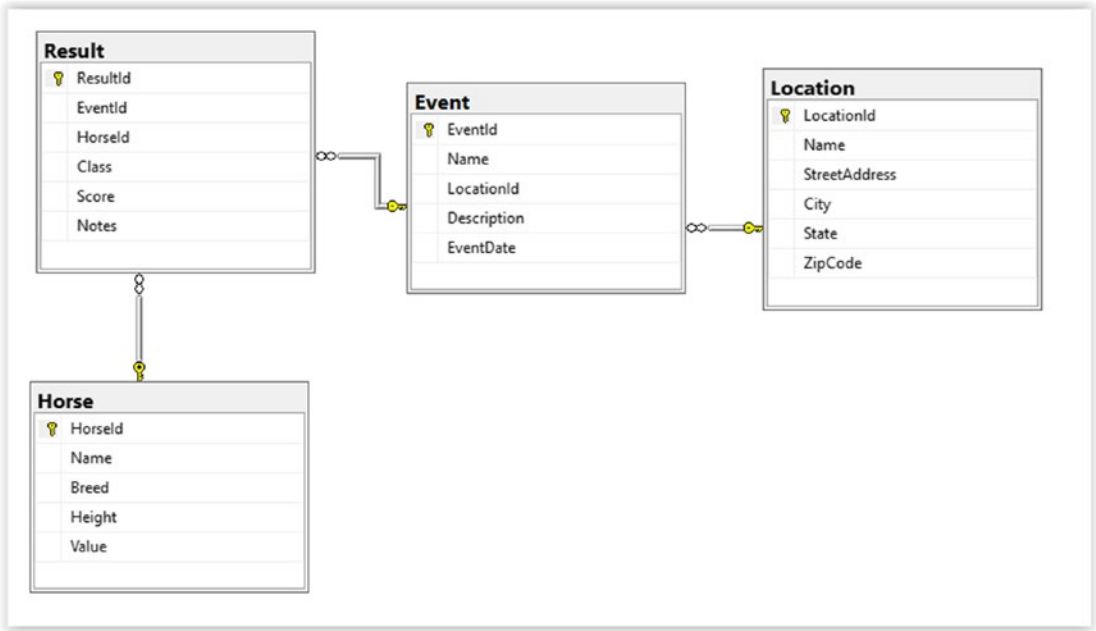 Result
ResultId
EventId
HorseId
Class
Score
Notes
Event
EventId
Name
LocationId
Description
EventDate
Location
LocationId
Name
StreetAddress
City
State
ZipCode
Horse
HorseId
Name
Breed
Height
Value